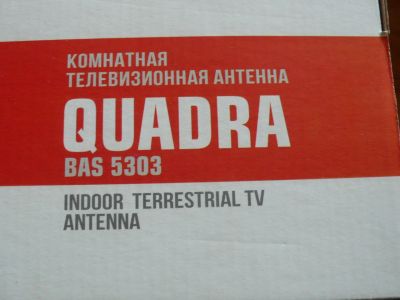 КОМНАТНАЯ
ТЕЛЕВИЗИОННАЯ АНТЕННА
QUADRA
BAS 5303
INDOOR TERRESTRIAL TV
ANTENNA